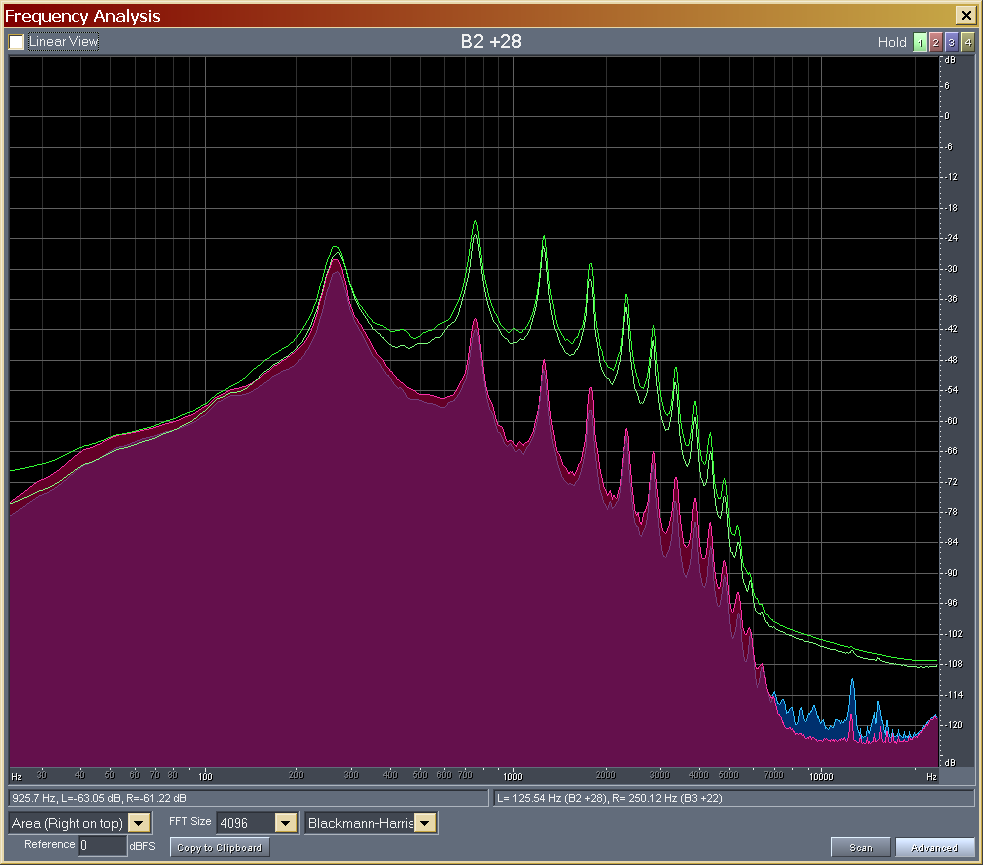 Frequency Analysis
Linear View
B2 +28
Hold 1 2 3 4
dB
6
-0
-6
-12
-18
-24
-30
-36
-42
-48
-54
-60
-66
-72
-78
-84
-90
-96
-102
-108
-114
-120
dB
Hz 30 40 50 60 70 80 100 200 300 400 500 600 700 1000 2000 3000 4000 5000 7000 10000 Hz
925.7 Hz, L=-63.05 dB, R=-61.22 dB
L= 125.54 Hz (B2 +28), R= 250.12 Hz (B3 +22)
Area (Right on top) FFT Size 4096 Blackmann-Harris
Reference 0 dBFS Copy to Clipboard Scan Advanced